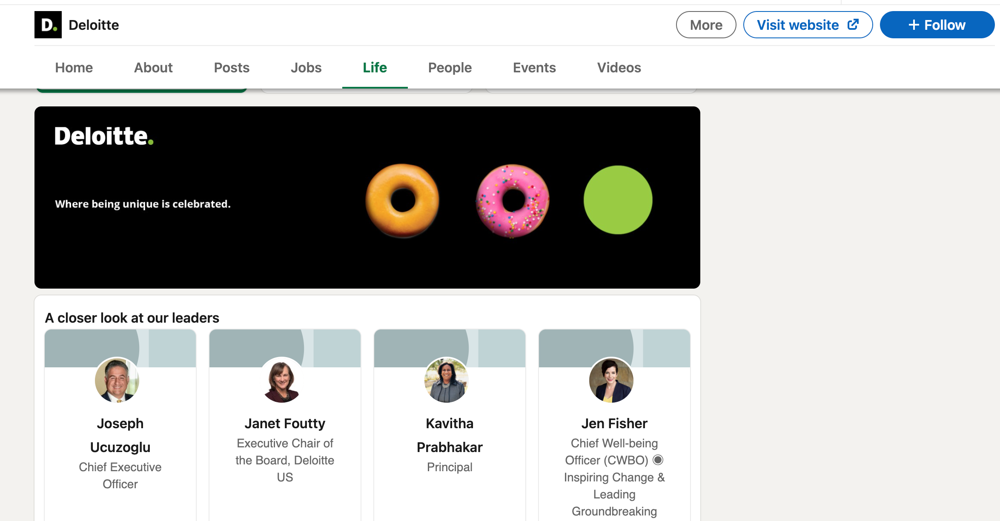 D.
Deloitte
More
Visit website
+ Follow
Home
About
Posts
Jobs
Life
People
Events
Videos
Deloitte.
Where being unique is celebrated.
A closer look at our leaders
Joseph
Ucuzoglu
Chief Executive
Officer
Janet Foutty
Executive Chair of
the Board, Deloitte
US
Kavitha
Prabhakar
Principal
Jen Fisher
Chief Well-being
Officer (CWBO) ◉
Inspiring Change &
Leading
Groundbreaking